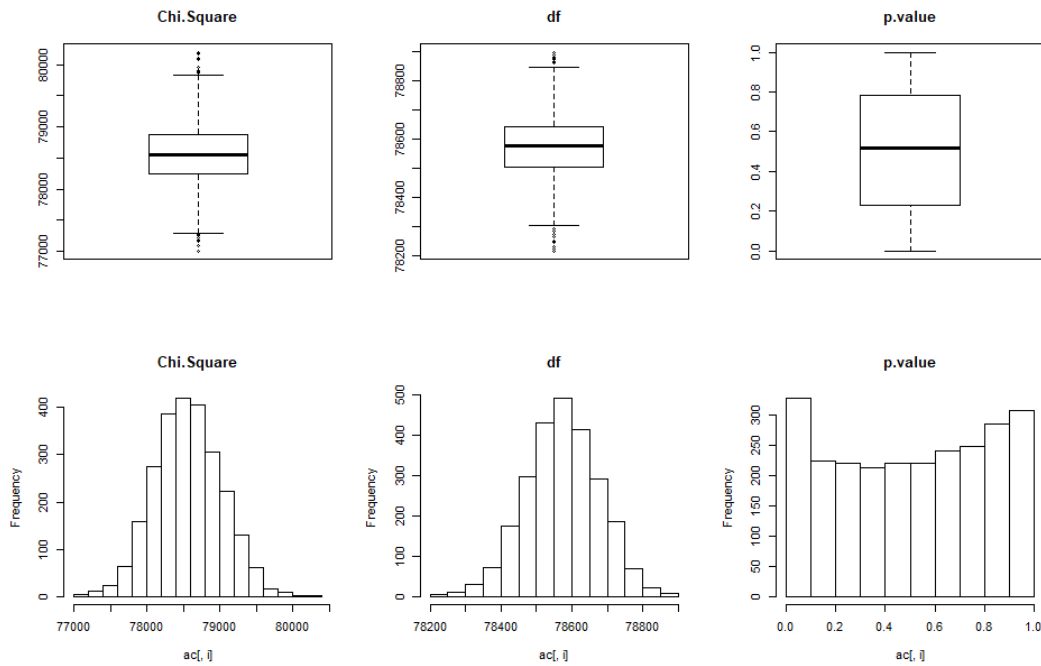 Chi.Square
df
p.value
77000 78000 79000 80000
78200 78400 78600 78800
0.0 0.2 0.4 0.6 0.8 1.0
Chi.Square
df
p.value
Frequency
0 100 200 300 400
77000 78000 79000 80000
ac[, i]
Frequency
0 100 200 300 400 500
78200 78400 78600 78800
ac[, i]
Frequency
0 50 100 150 200 250 300
0.0 0.2 0.4 0.6 0.8 1.0
ac[, i]